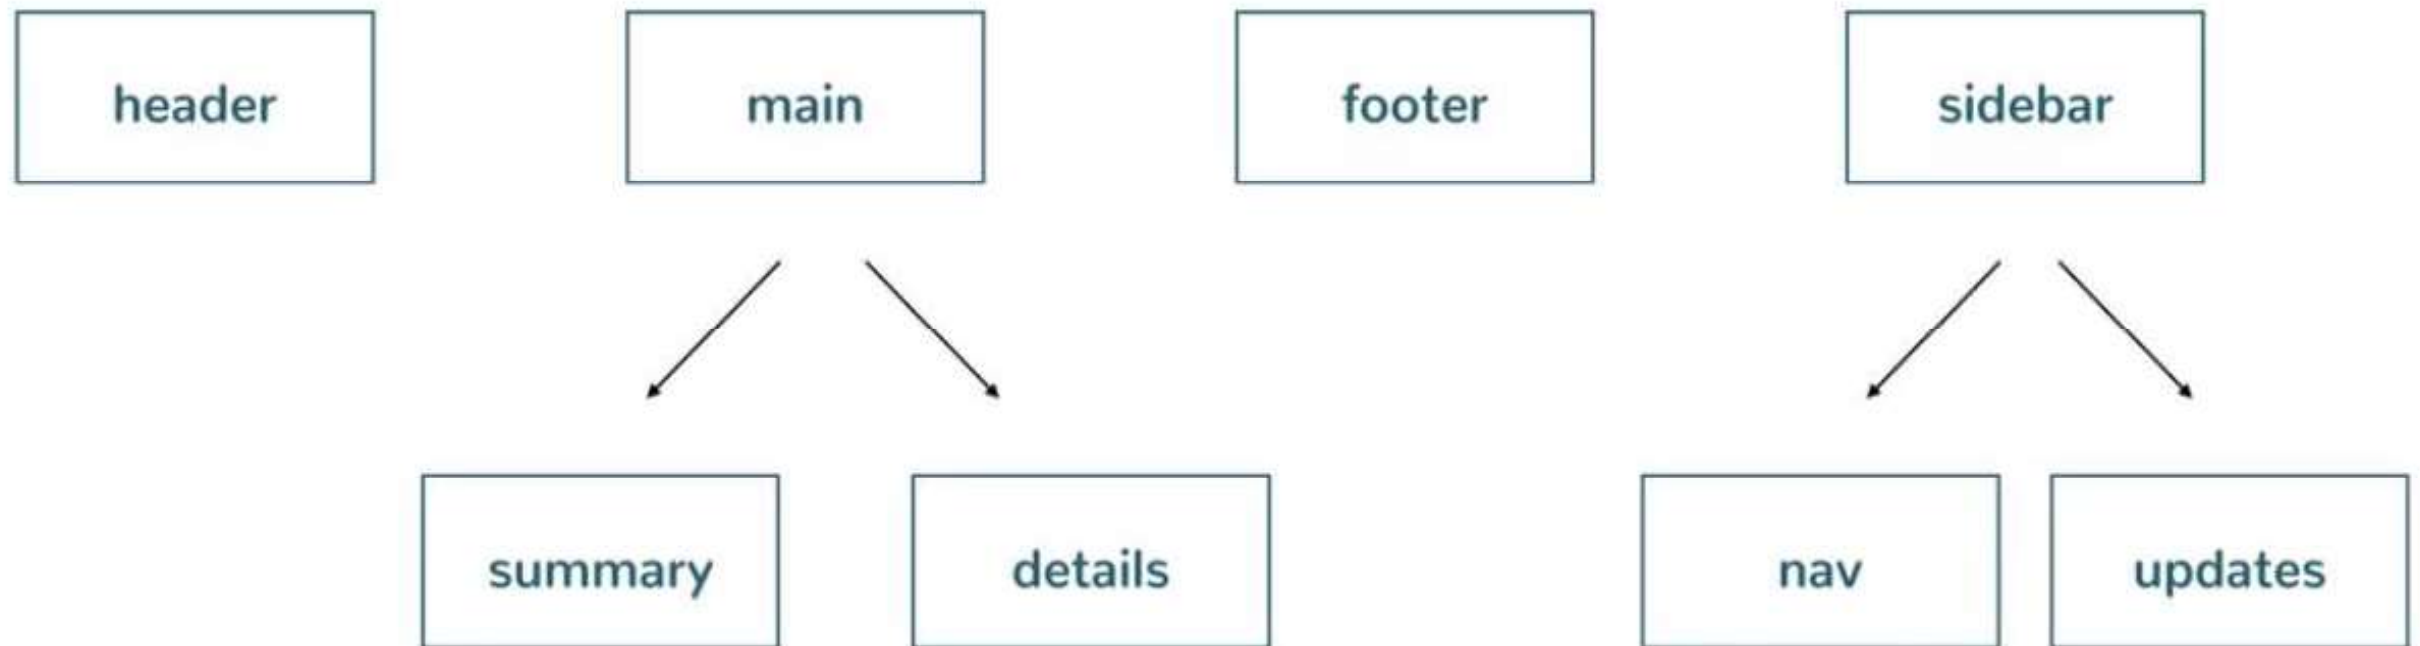 header
main
footer
sidebar
summary
details
nav
updates